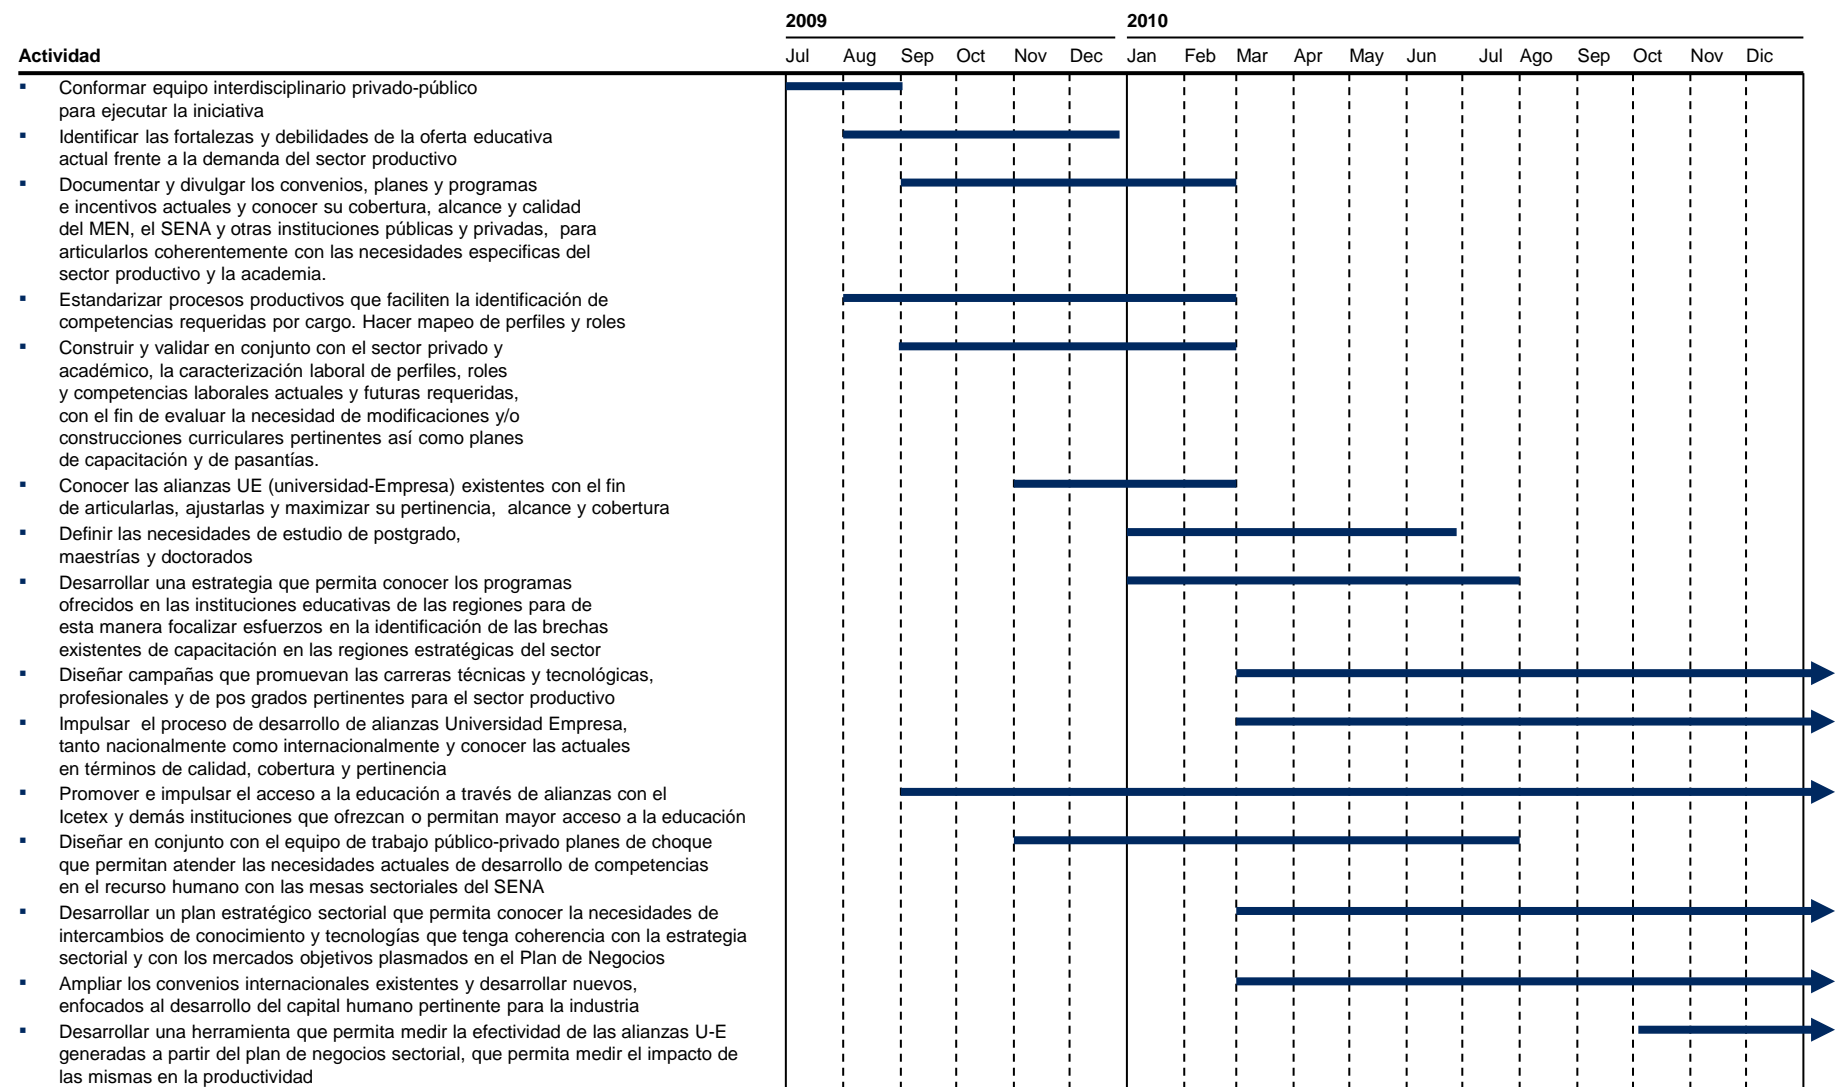 2009 2010
Actividad Jul Aug Sep Oct Nov Dec Jan Feb Mar Apr May Jun Jul Ago Sep Oct Nov Dic
▪ Conformar equipo interdisciplinario privado-público
para ejecutar la iniciativa
▪ Identificar las fortalezas y debilidades de la oferta educativa
actual frente a la demanda del sector productivo
▪ Documentar y divulgar los convenios, planes y programas
e incentivos actuales y conocer su cobertura, alcance y calidad
del MEN, el SENA y otras instituciones públicas y privadas, para
articularlos coherentemente con las necesidades especificas del
sector productivo y la academia.
▪ Estandarizar procesos productivos que faciliten la identificación de
competencias requeridas por cargo. Hacer mapeo de perfiles y roles
▪ Construir y validar en conjunto con el sector privado y
académico, la caracterización laboral de perfiles, roles
y competencias laborales actuales y futuras requeridas,
con el fin de evaluar la necesidad de modificaciones y/o
construcciones curriculares pertinentes así como planes
de capacitación y de pasantías.
▪ Conocer las alianzas UE (universidad-Empresa) existentes con el fin
de articularlas, ajustarlas y maximizar su pertinencia, alcance y cobertura
▪ Definir las necesidades de estudio de postgrado,
maestrías y doctorados
▪ Desarrollar una estrategia que permita conocer los programas
ofrecidos en las instituciones educativas de las regiones para de
esta manera focalizar esfuerzos en la identificación de las brechas
existentes de capacitación en las regiones estratégicas del sector
▪ Diseñar campañas que promuevan las carreras técnicas y tecnológicas,
profesionales y de pos grados pertinentes para el sector productivo
▪ Impulsar el proceso de desarrollo de alianzas Universidad Empresa,
tanto nacionalmente como internacionalmente y conocer las actuales
en términos de calidad, cobertura y pertinencia
▪ Promover e impulsar el acceso a la educación a través de alianzas con el
Icetex y demás instituciones que ofrezcan o permitan mayor acceso a la educación
▪ Diseñar en conjunto con el equipo de trabajo público-privado planes de choque
que permitan atender las necesidades actuales de desarrollo de competencias
en el recurso humano con las mesas sectoriales del SENA
▪ Desarrollar un plan estratégico sectorial que permita conocer la necesidades de
intercambios de conocimiento y tecnologías que tenga coherencia con la estrategia
sectorial y con los mercados objetivos plasmados en el Plan de Negocios
▪ Ampliar los convenios internacionales existentes y desarrollar nuevos,
enfocados al desarrollo del capital humano pertinente para la industria
▪ Desarrollar una herramienta que permita medir la efectividad de las alianzas U-E
generadas a partir del plan de negocios sectorial, que permita medir el impacto de
las mismas en la productividad